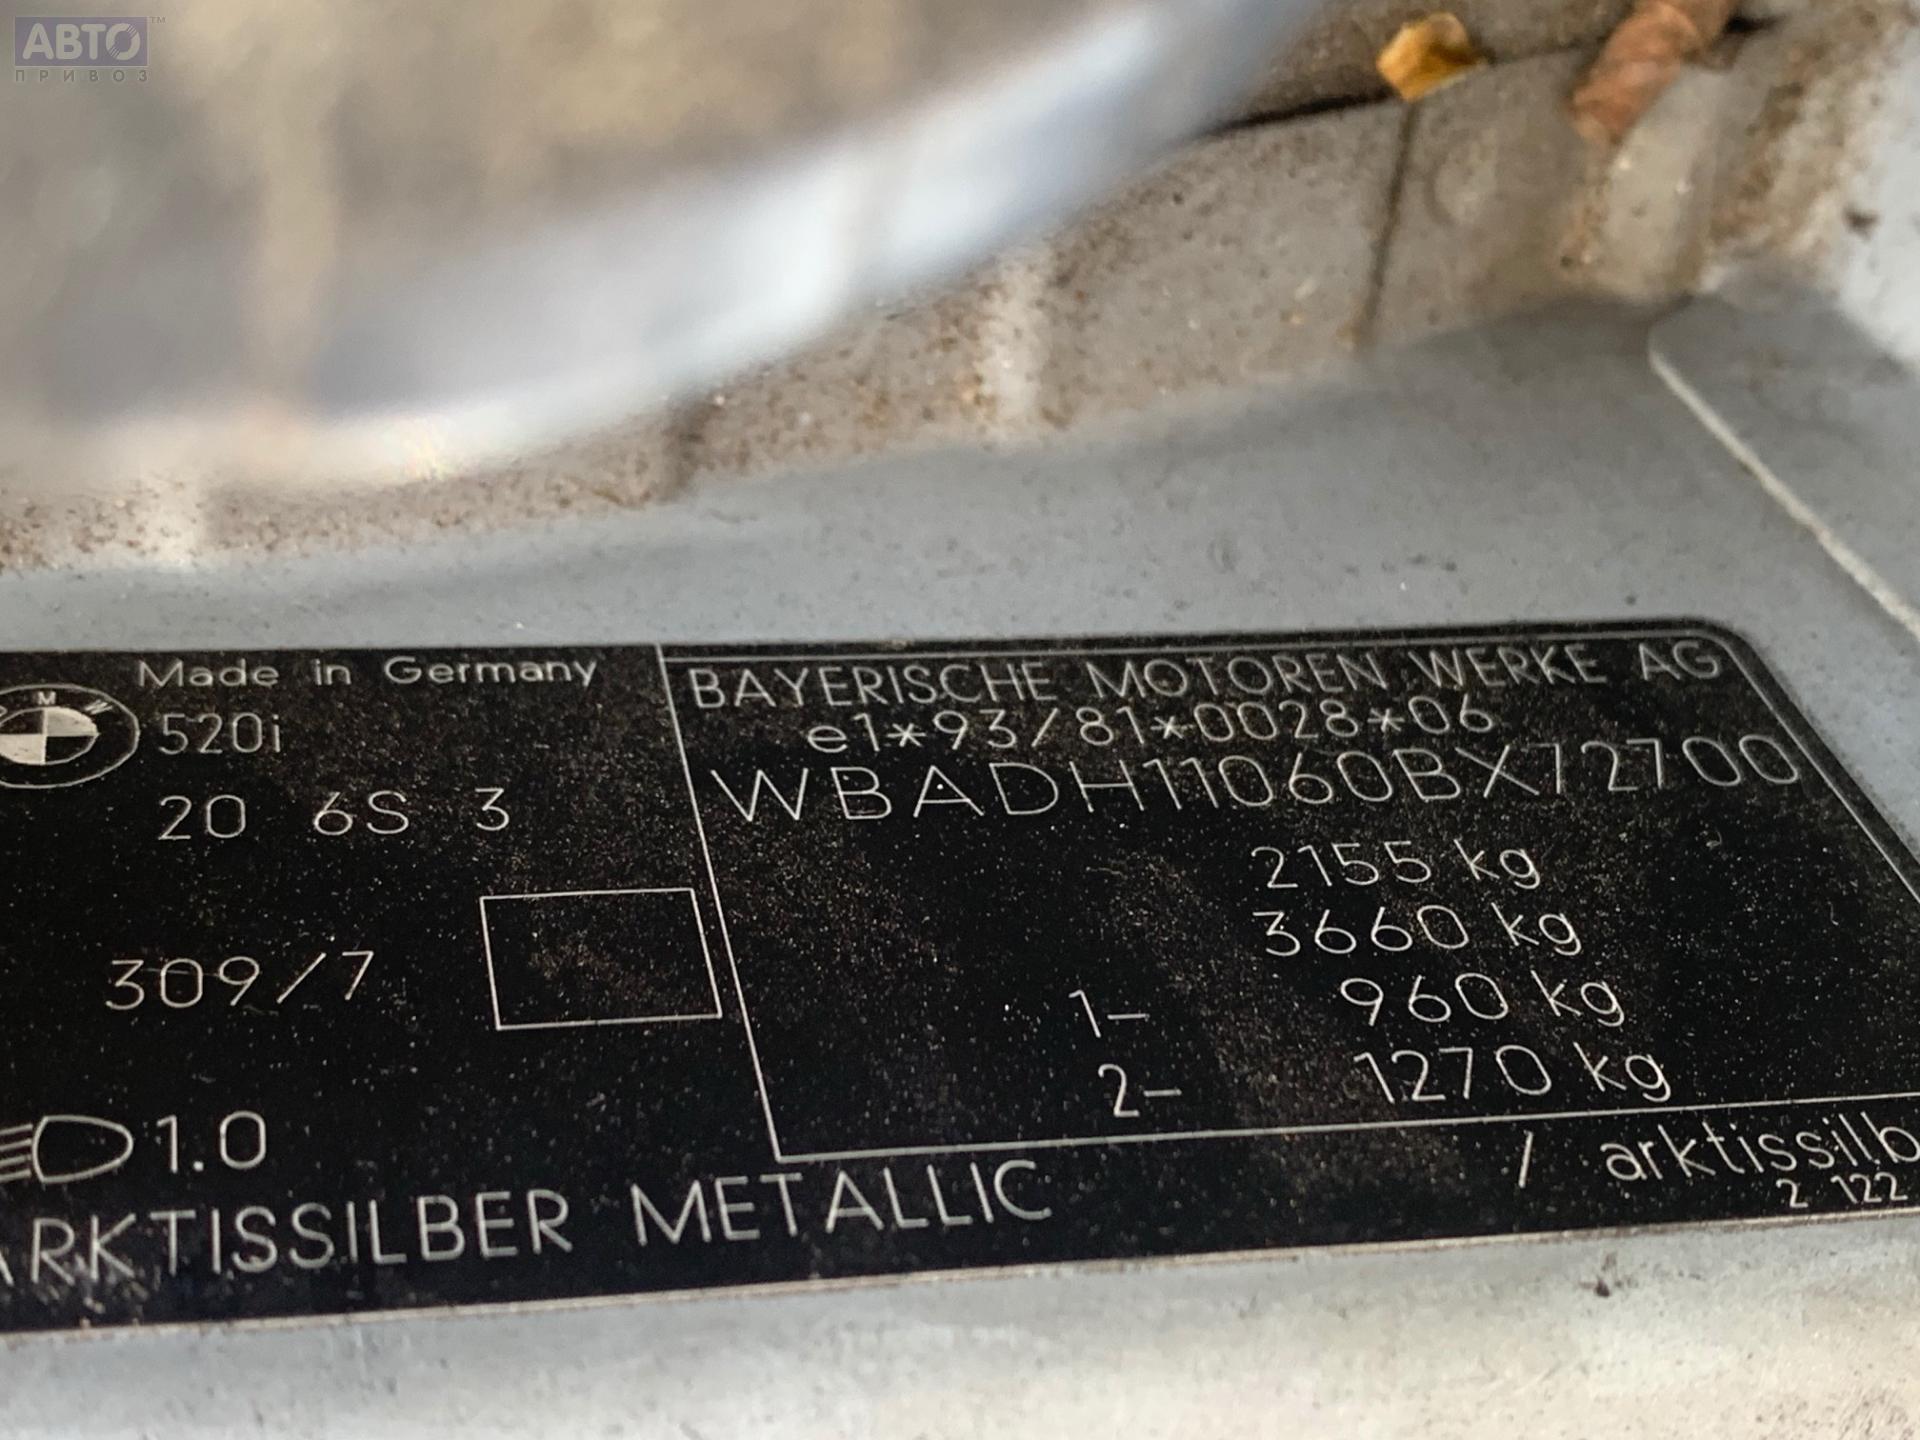 АВТО™
ПРИВОЗ
Made in Germany
BMW
520i
20 6S 3
309/7
1.0
ARKTISSILBER METALLIC
BAYERISCHE MOTOREN WERKE AG
e1*93/81*0028*06
WBADH11060BX72700
2155 kg
3660 kg
1- 960 kg
2- 1270 kg
/ arktissilb
2 122